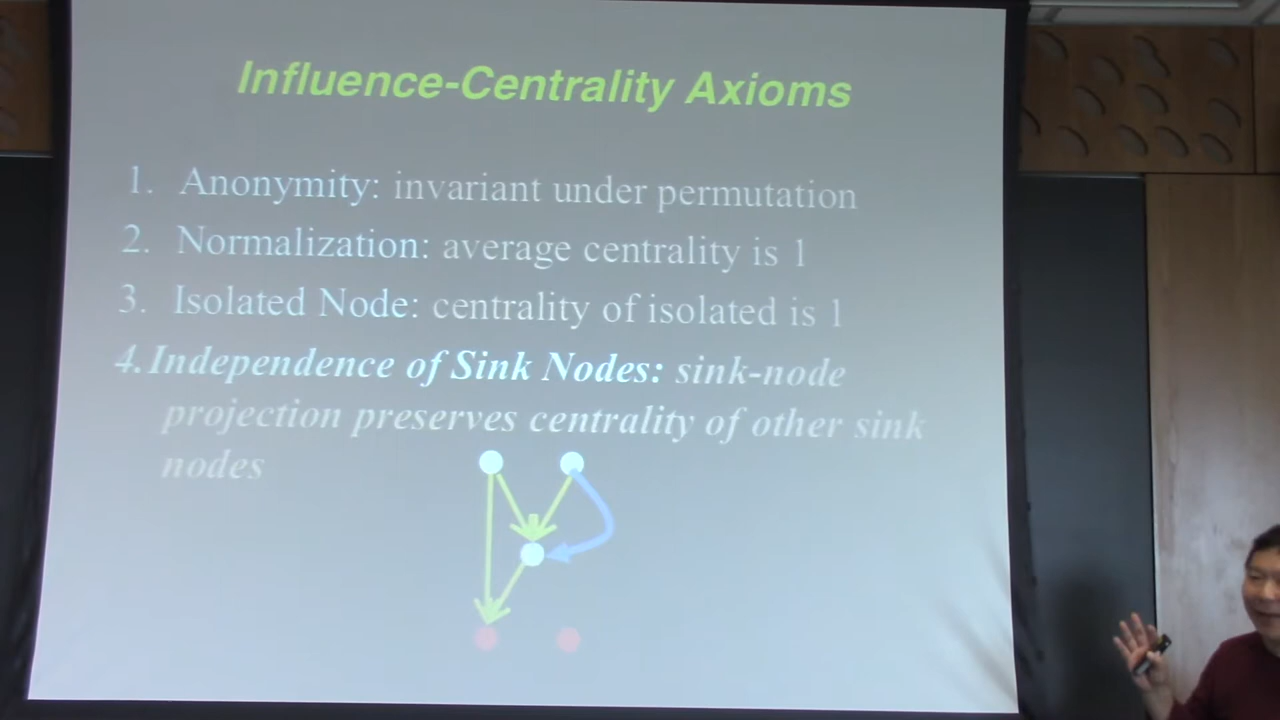 Influence-Centrality Axioms
1. Anonymity: invariant under permutation
2. Normalization: average centrality is 1
3. Isolated Node: centrality of isolated is 1
4. Independence of Sink Nodes: sink-node
projection preserves centrality of other sink
nodes